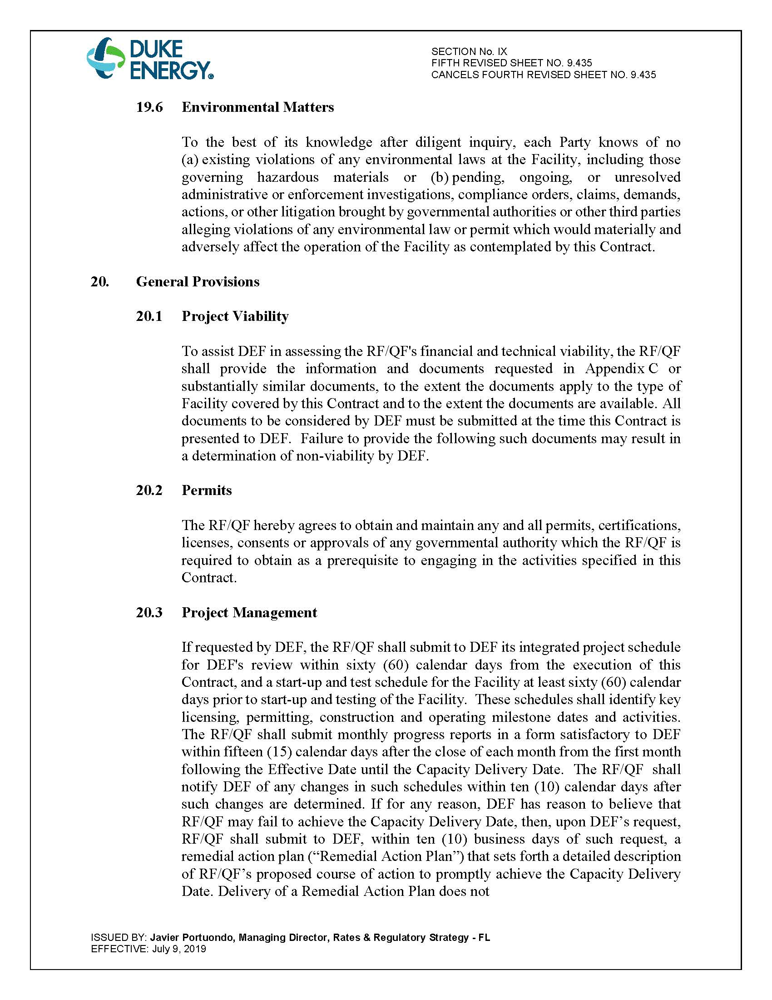 DUKE
ENERGY®
SECTION No. IX
FIFTH REVISED SHEET NO. 9.435
CANCELS FOURTH REVISED SHEET NO. 9.435
19.6 Environmental Matters
To the best of its knowledge after diligent inquiry, each Party knows of no
(a) existing violations of any environmental laws at the Facility, including those
governing hazardous materials or (b) pending, ongoing, or unresolved
administrative or enforcement investigations, compliance orders, claims, demands,
actions, or other litigation brought by governmental authorities or other third parties
alleging violations of any environmental law or permit which would materially and
adversely affect the operation of the Facility as contemplated by this Contract.
20. General Provisions
20.1 Project Viability
To assist DEF in assessing the RF/QF's financial and technical viability, the RF/QF
shall provide the information and documents requested in Appendix C or
substantially similar documents, to the extent the documents apply to the type of
Facility covered by this Contract and to the extent the documents are available. All
documents to be considered by DEF must be submitted at the time this Contract is
presented to DEF. Failure to provide the following such documents may result in
a determination of non-viability by DEF.
20.2 Permits
The RF/QF hereby agrees to obtain and maintain any and all permits, certifications,
licenses, consents or approvals of any governmental authority which the RF/QF is
required to obtain as a prerequisite to engaging in the activities specified in this
Contract.
20.3 Project Management
If requested by DEF, the RF/QF shall submit to DEF its integrated project schedule
for DEF's review within sixty (60) calendar days from the execution of this
Contract, and a start-up and test schedule for the Facility at least sixty (60) calendar
days prior to start-up and testing of the Facility. These schedules shall identify key
licensing, permitting, construction and operating milestone dates and activities.
The RF/QF shall submit monthly progress reports in a form satisfactory to DEF
within fifteen (15) calendar days after the close of each month from the first month
following the Effective Date until the Capacity Delivery Date. The RF/QF shall
notify DEF of any changes in such schedules within ten (10) calendar days after
such changes are determined. If for any reason, DEF has reason to believe that
RF/QF may fail to achieve the Capacity Delivery Date, then, upon DEF’s request,
RF/QF shall submit to DEF, within ten (10) business days of such request, a
remedial action plan (“Remedial Action Plan”) that sets forth a detailed description
of RF/QF’s proposed course of action to promptly achieve the Capacity Delivery
Date. Delivery of a Remedial Action Plan does not
ISSUED BY: Javier Portuondo, Managing Director, Rates & Regulatory Strategy - FL
EFFECTIVE: July 9, 2019